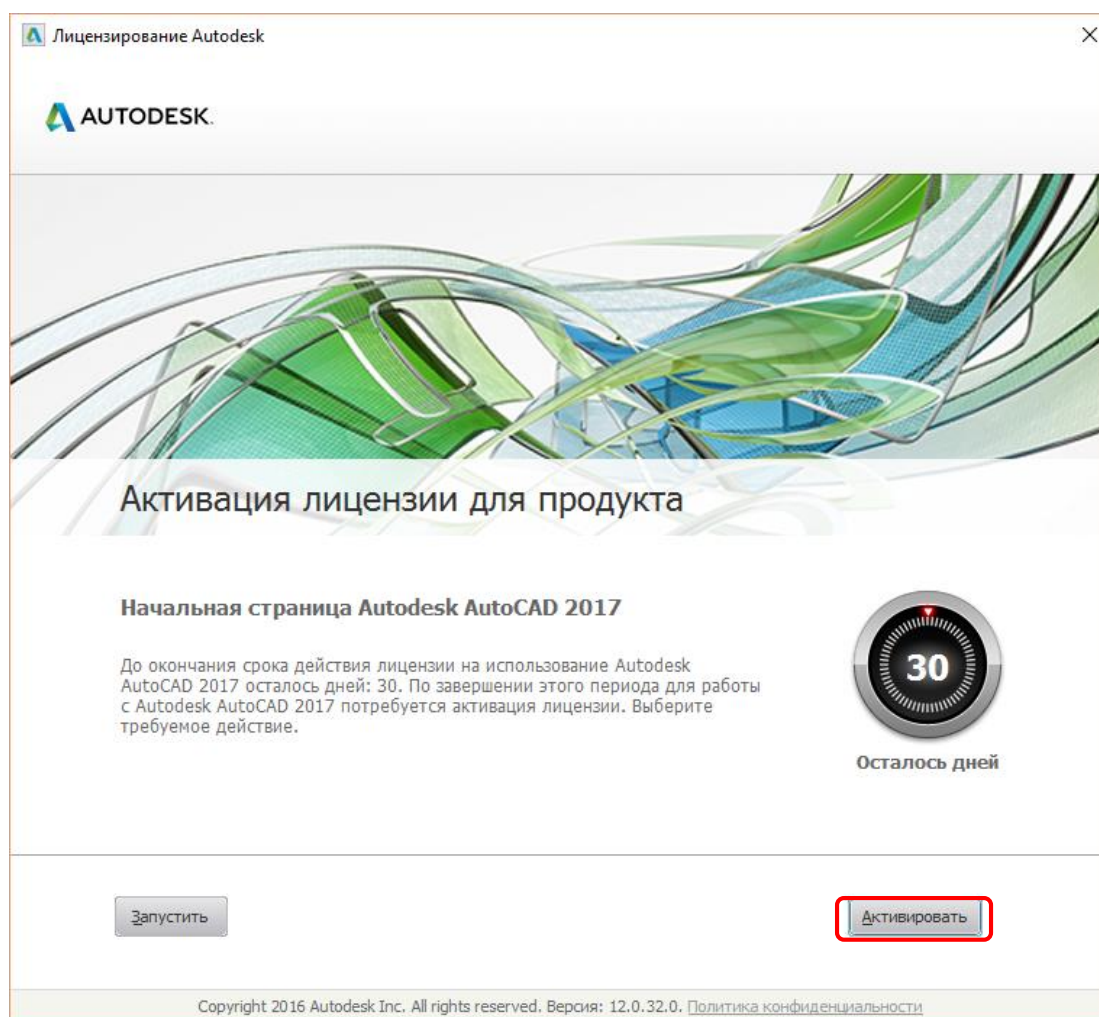 Лицензирование Autodesk
AUTODESK.
Активация лицензии для продукта
Начальная страница Autodesk AutoCAD 2017
До окончания срока действия лицензии на использование Autodesk
AutoCAD 2017 осталось дней: 30. По завершении этого периода для работы
с Autodesk AutoCAD 2017 потребуется активация лицензии. Выберите
требуемое действие.
30
Осталось дней
Запустить
Активировать
Copyright 2016 Autodesk Inc. All rights reserved. Версия: 12.0.32.0. Политика конфиденциальности